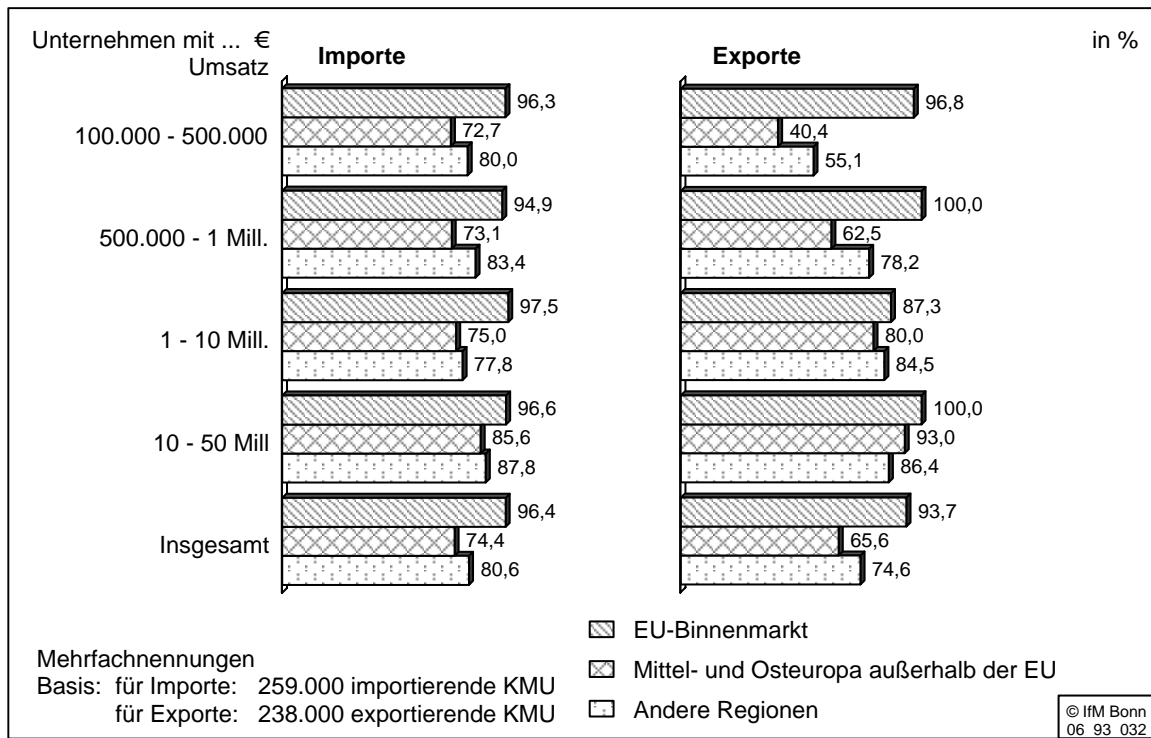 Unternehmen mit ... € Umsatz
Importe
Exporte
in %
100.000 - 500.000
96,3
72,7
80,0
96,8
40,4
55,1
500.000 - 1 Mill.
94,9
73,1
83,4
100,0
62,5
78,2
1 - 10 Mill.
97,5
75,0
77,8
87,3
80,0
84,5
10 - 50 Mill
96,6
85,6
87,8
100,0
93,0
86,4
Insgesamt
96,4
74,4
80,6
93,7
65,6
74,6
EU-Binnenmarkt
Mittel- und Osteuropa außerhalb der EU
Andere Regionen
Mehrfachnennungen
Basis: für Importe: 259.000 importierende KMU
für Exporte: 238.000 exportierende KMU
© IfM Bonn
06 93 032